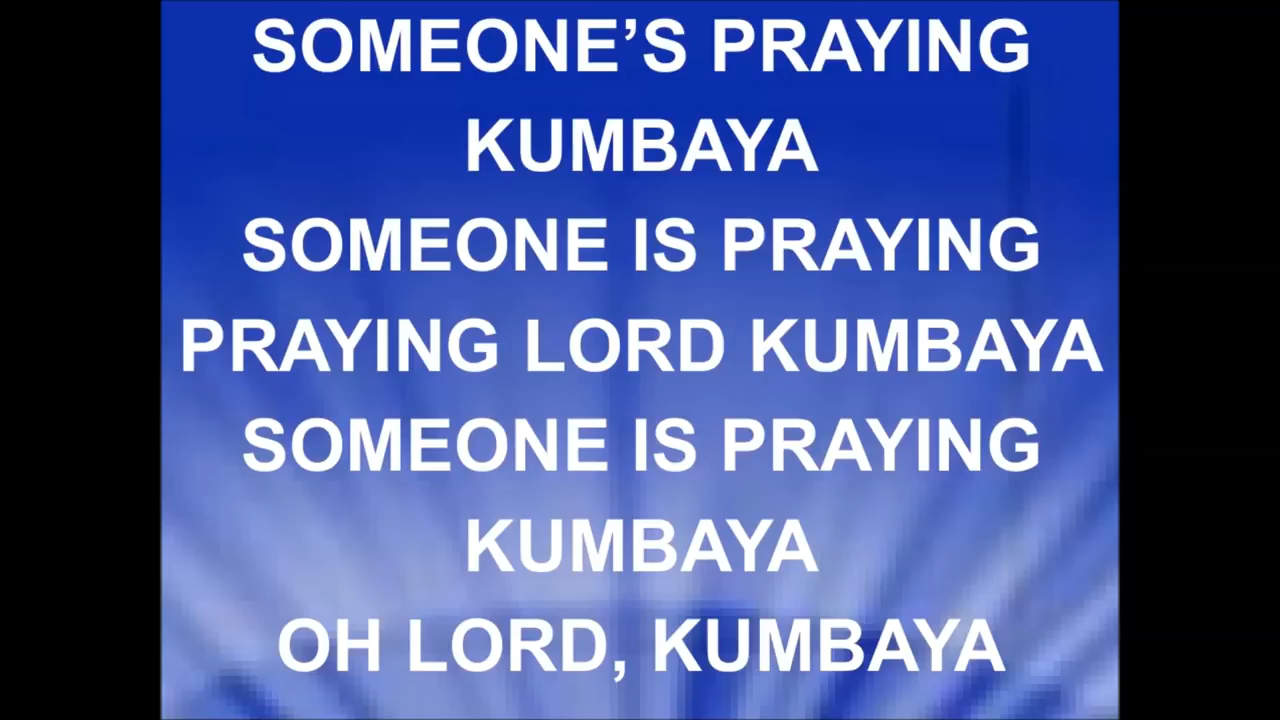 SOMEONE’S PRAYING
KUMBAYA
SOMEONE IS PRAYING
PRAYING LORD KUMBAYA
SOMEONE IS PRAYING
KUMBAYA
OH LORD, KUMBAYA